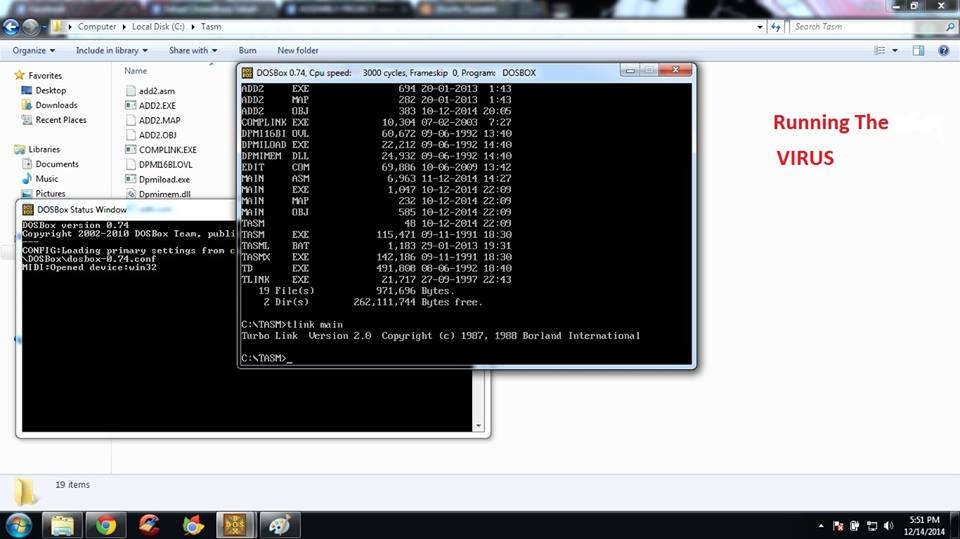 Computer ▸ Local Disk (C:) ▸ Tasm
Search Tasm
Organize
Include in library
Share with
Burn
New folder
Favorites
Desktop
Downloads
Recent Places
Libraries
Documents
Music
Pictures
Name
add2.asm
ADD2.EXE
ADD2.MAP
ADD2.OBJ
COMPLINK.EXE
DPMI16BI.OVL
Dpmiload.exe
Dpmimem.dll
DOSBox 0.74, Cpu speed: 3000 cycles, Frameskip 0, Program: DOSBOX
ADD2 EXE 694 20-01-2013 1:43
ADD2 MAP 282 20-01-2013 1:43
ADD2 OBJ 383 10-12-2014 20:05
COMPLINK EXE 10,304 07-02-2003 7:27
DPMI16BI OVL 60,672 09-06-1992 13:40
DPMILOAD EXE 22,212 09-06-1992 14:40
DPMIMEM DLL 24,932 09-06-1992 14:40
EDIT COM 69,886 10-06-2009 13:42
MAIN ASM 6,963 11-12-2014 14:27
MAIN EXE 1,047 10-12-2014 22:09
MAIN MAP 232 10-12-2014 22:09
MAIN OBJ 585 10-12-2014 22:09
TASM 48 10-12-2014 22:09
TASM EXE 115,471 09-11-1991 18:30
TASML BAT 1,183 29-01-2013 19:31
TASMX EXE 142,186 09-11-1991 18:30
TD EXE 491,808 08-06-1992 18:40
TLINK EXE 21,717 27-09-1997 22:43
19 File(s) 971,696 Bytes.
2 Dir(s) 262,111,744 Bytes free.
C:\TASM>tlink main
Turbo Link Version 2.0 Copyright (c) 1987, 1988 Borland International
C:\TASM>_
DOSBox Status Window
DOSBox version 0.74
Copyright 2002-2010 DOSBox Team, publi
---
CONFIG:Loading primary settings from c
\DOSBox\dosbox-0.74.conf
MIDI:Opened device:win32
Running The
VIRUS
19 items
5:51 PM
12/14/2014